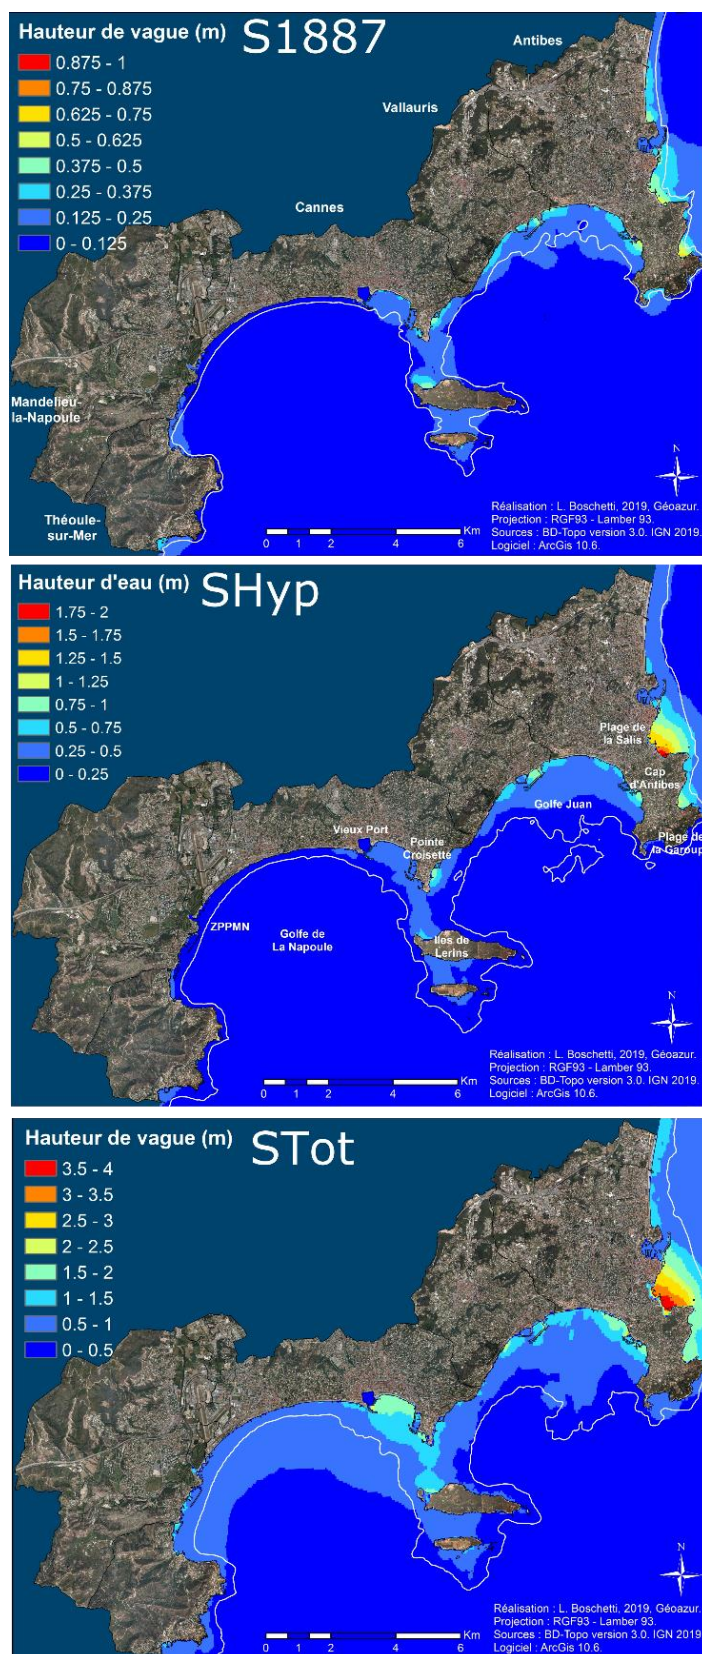 Hauteur de vague (m)
S1887
0.875 - 1
0.75 - 0.875
0.625 - 0.75
0.5 - 0.625
0.375 - 0.5
0.25 - 0.375
0.125 - 0.25
0 - 0.125
Antibes
Vallauris
Cannes
Mandelieu-
la-Napoule
Théoule-
sur-Mer
N
Km
0 1 2 4 6
Réalisation : L. Boschetti, 2019, Géoazur.
Projection : RGF93 - Lamber 93.
Sources : BD-Topo version 3.0. IGN 2019.
Logiciel : ArcGis 10.6.
Hauteur d'eau (m)
SHyp
1.75 - 2
1.5 - 1.75
1.25 - 1.5
1 - 1.25
0.75 - 1
0.5 - 0.75
0.25 - 0.5
0 - 0.25
Plage de
la Salis
Cap
d'Antibes
Golfe Juan
Plage de
la Garoup
Vieux Port
Pointe
Croisette
ZPPMN
Golfe de
La Napoule
Iles de
Lerins
N
Km
0 1 2 4 6
Réalisation : L. Boschetti, 2019, Géoazur.
Projection : RGF93 - Lamber 93.
Sources : BD-Topo version 3.0. IGN 2019.
Logiciel : ArcGis 10.6.
Hauteur de vague (m)
STot
3.5 - 4
3 - 3.5
2.5 - 3
2 - 2.5
1.5 - 2
1 - 1.5
0.5 - 1
0 - 0.5
N
Km
0 1 2 4 6
Réalisation : L. Boschetti, 2019, Géoazur.
Projection : RGF93 - Lamber 93.
Sources : BD-Topo version 3.0. IGN 2019.
Logiciel : ArcGis 10.6.